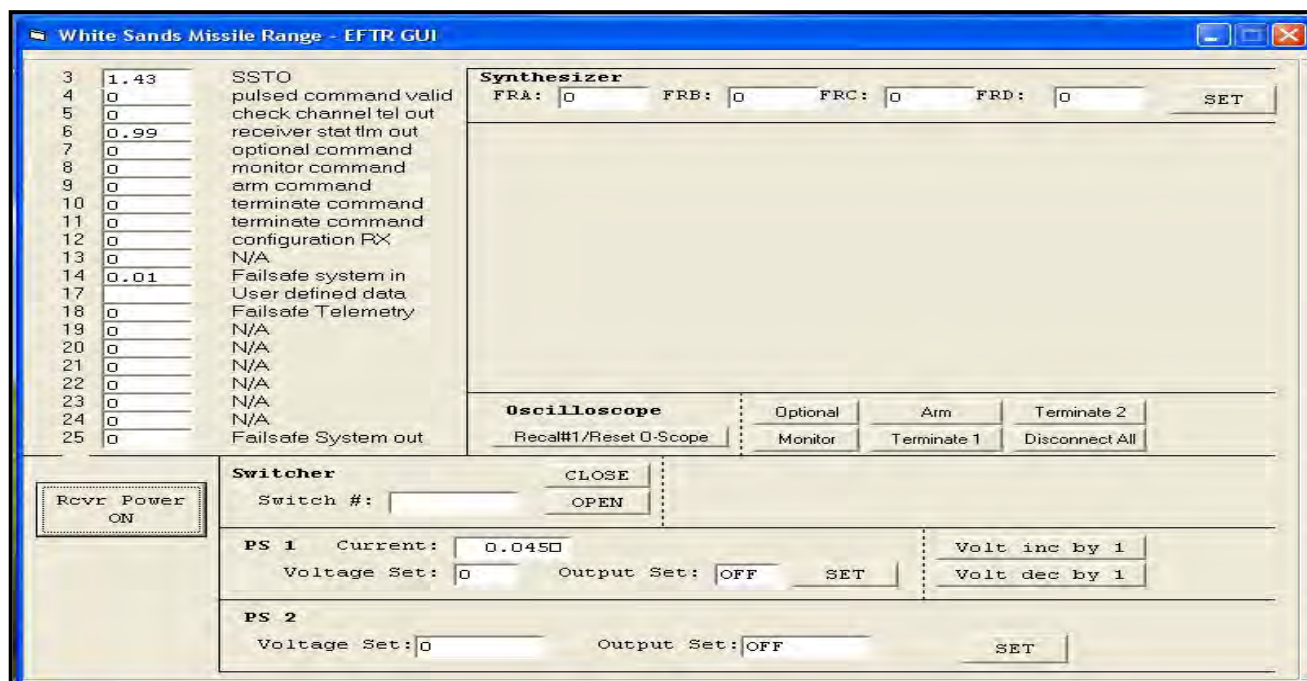 White Sands Missile Range - EFTR GUI
3 1.43 SSTO
4 0 pulsed command valid
5 0 check channel tel out
6 0.99 receiver stat tlm out
7 0 optional command
8 0 monitor command
9 0 arm command
10 0 terminate command
11 0 terminate command
12 0 configuration RX
13 0 N/A
14 0.01 Failsafe system in
17 User defined data
18 0 Failsafe Telemetry
19 0 N/A
20 0 N/A
21 0 N/A
22 0 N/A
23 0 N/A
24 0 N/A
25 0 Failsafe System out
Synthesizer
FRA: 0 FRB: 0 FRC: 0 FRD: 0 SET
Oscilloscope
Recal#1/Reset O-Scope
Optional Arm Terminate 2
Monitor Terminate 1 Disconnect All
Rcvr Power
ON
Switcher CLOSE
Switch #: OPEN
PS 1 Current: 0.045□ Volt inc by 1
Voltage Set: 0 Output Set: OFF SET Volt dec by 1
PS 2
Voltage Set: 0 Output Set: OFF SET